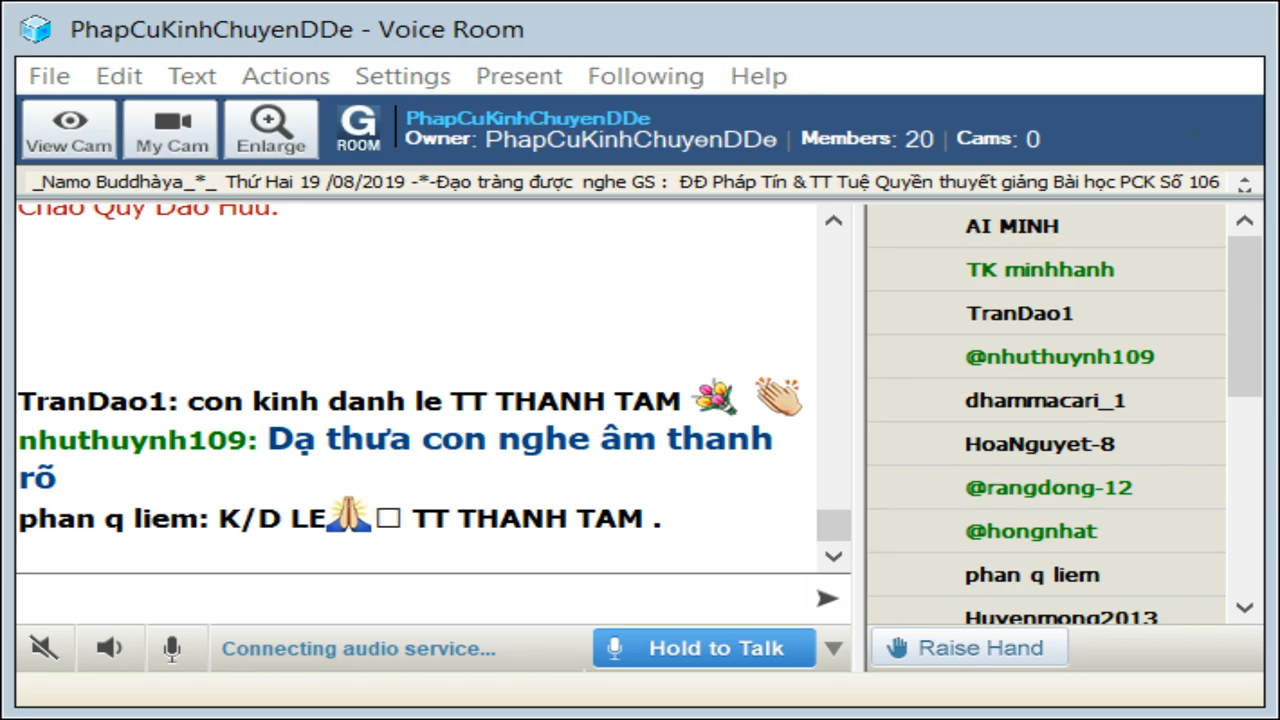 PhapCuKinhChuyenDDe - Voice Room
File Edit Text Actions Settings Present Following Help
View Cam My Cam Enlarge G ROOM
PhapCuKinhChuyenDDe
Owner: PhapCuKinhChuyenDDe | Members: 20 | Cams: 0
_Namo Buddhàya_*_ Thứ Hai 19 /08/2019 -*-Đạo tràng được nghe GS : ĐĐ Pháp Tín & TT Tuệ Quyền thuyết giảng Bài học PCK Số 106
TranDao1: con kinh danh le TT THANH TAM
nhuthuynh109: Dạ thưa con nghe âm thanh
rõ
phan q liem: K/D LE TT THANH TAM .
AI MINH
TK minhhanh
TranDao1
@nhuthuynh109
dhammacari_1
HoaNguyet-8
@rangdong-12
@hongnhat
phan q liem
Huyenmong2013
Connecting audio service...
Hold to Talk
Raise Hand